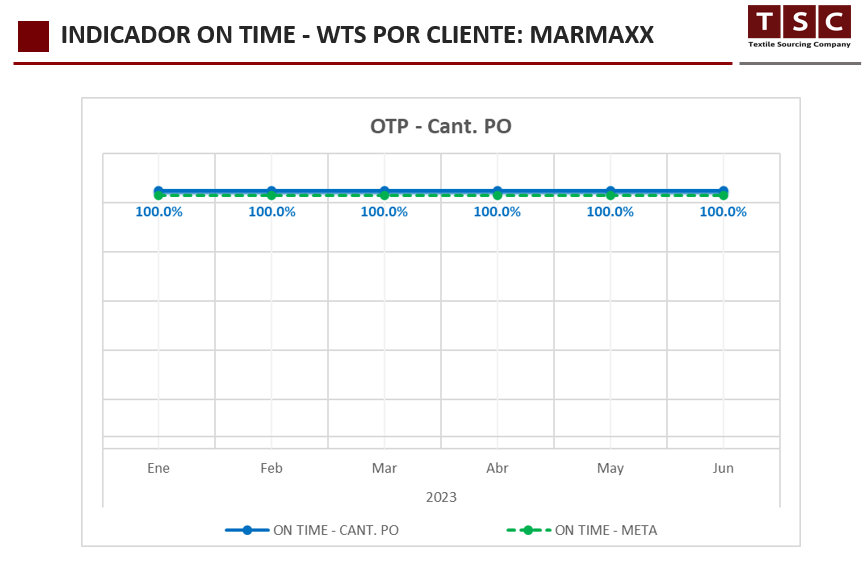 INDICADOR ON TIME - WTS POR CLIENTE: MARMAXX
TSC
Textile Sourcing Company
OTP - Cant. PO
100.0% 100.0% 100.0% 100.0% 100.0% 100.0%
Ene Feb Mar Abr May Jun
2023
ON TIME - CANT. PO ON TIME - META